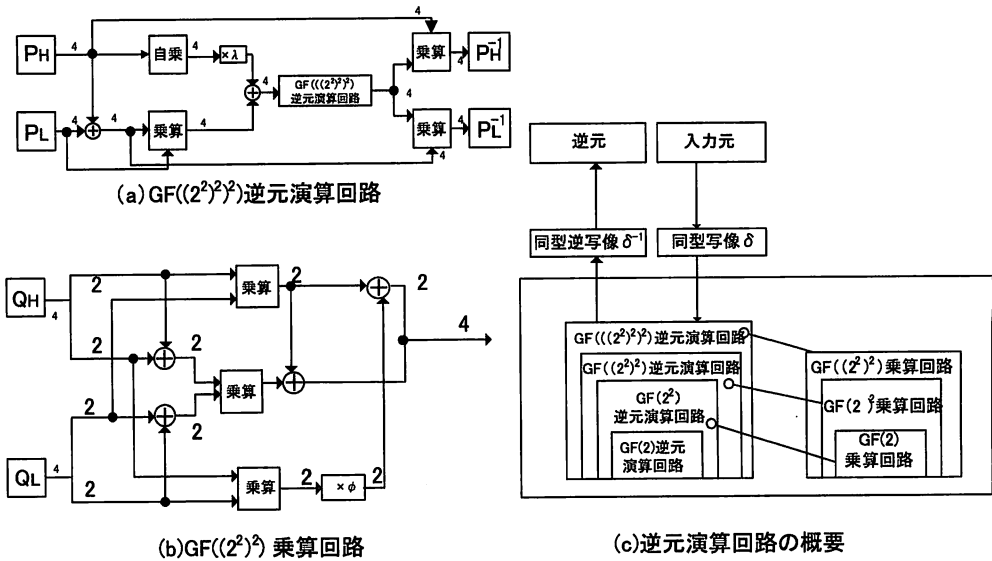 PH
4
4
自乗
4
×λ
4
4
乗算
4
PH⁻¹
GF(((2²)²)²)
逆元演算回路
4
PL
4
4
乗算
4
4
乗算
4
4
PL⁻¹
(a)GF((2²)²)²)逆元演算回路
QH
4
2
2
乗算
2
2
4
2
乗算
2
2
QL
4
2
2
乗算
2
×φ
2
(b)GF((2²)²) 乗算回路
逆元
入力元
同型逆写像δ⁻¹
同型写像δ
GF(((2²)²)²)逆元演算回路
GF((2²)²)逆元演算回路
GF(2²)
逆元演算回路
GF(2)逆元
演算回路
GF((2²)²)乗算回路
GF(2 )²乗算回路
GF(2)
乗算回路
(c)逆元演算回路の概要